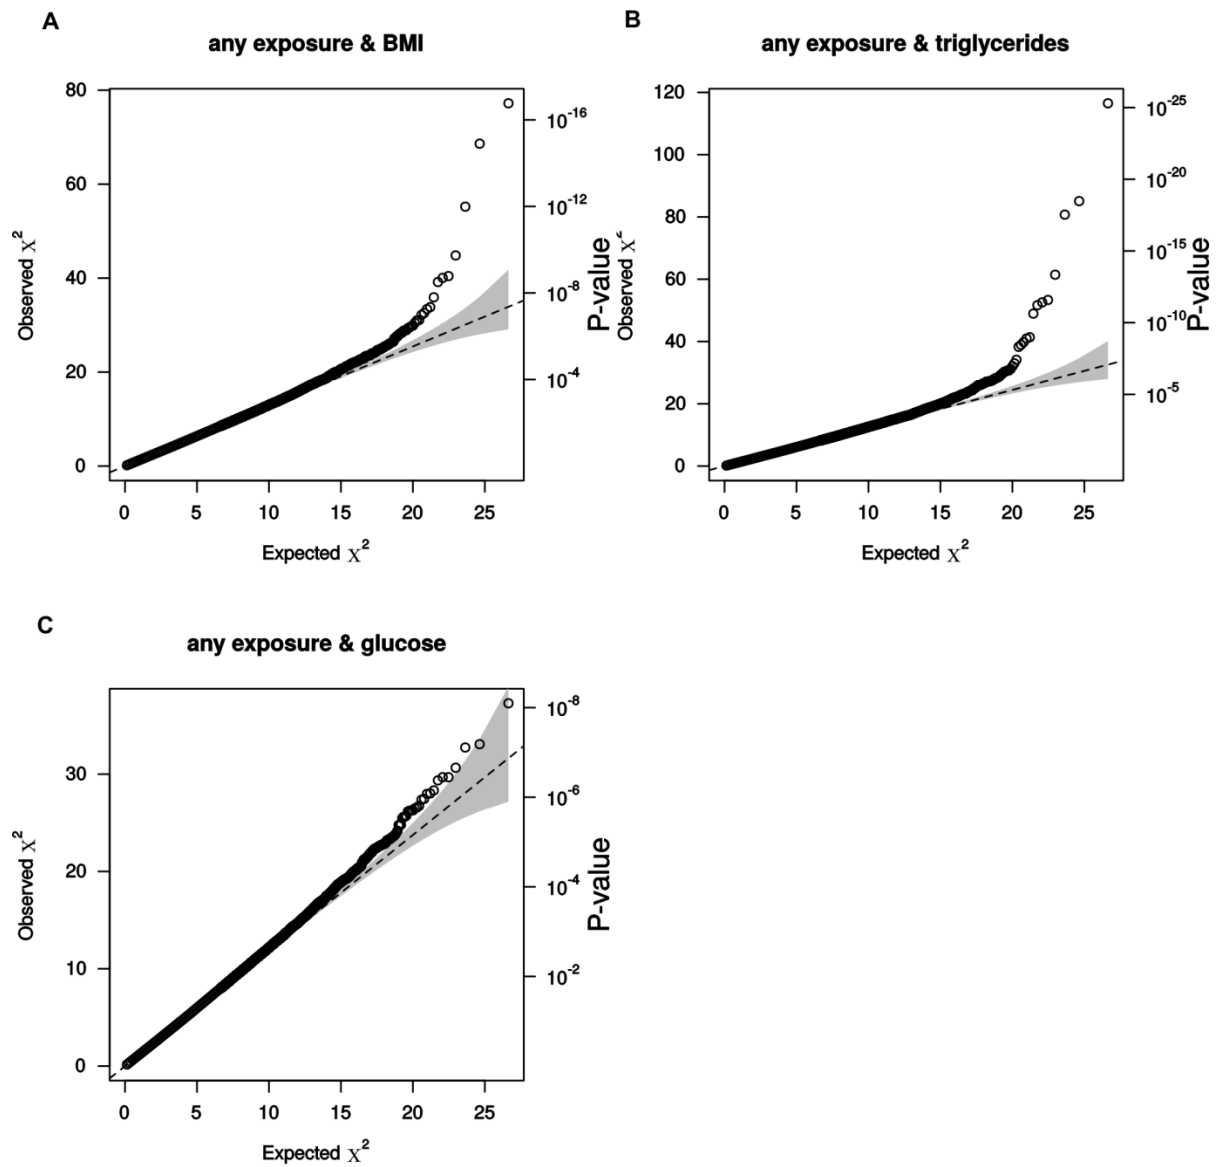 A
any exposure & BMI
80
60
40
20
0
Observed χ²
10⁻¹⁶
10⁻¹²
10⁻⁸
10⁻⁴
P-value
0 5 10 15 20 25
Expected χ²
B
any exposure & triglycerides
120
100
80
60
40
20
0
Observed χ²
10⁻²⁵
10⁻²⁰
10⁻¹⁵
10⁻¹⁰
10⁻⁵
P-value
0 5 10 15 20 25
Expected χ²
C
any exposure & glucose
30
20
10
0
Observed χ²
10⁻⁸
10⁻⁶
10⁻⁴
10⁻²
P-value
0 5 10 15 20 25
Expected χ²